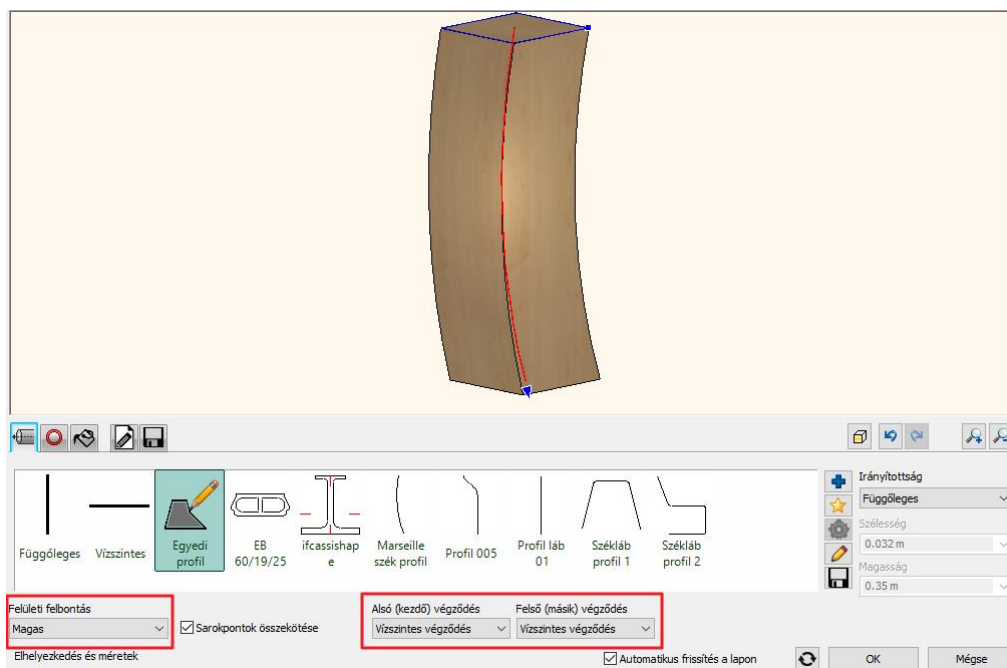 Függőleges
Vízszintes
Egyedi
profil
EB
60/19/25
ifcassishap
e
Marseille
szék profil
Profil 005
Profil láb
01
Székláb
profil 1
Székláb
profil 2
Irányítottság
Függőleges
Szélesség
0.032 m
Magasság
0.35 m
Felületi felbontás
Magas
Sarokpontok összekötése
Alsó (kezdő) végződés
Vízszintes végződés
Felső (másik) végződés
Vízszintes végződés
Elhelyezkedés és méretek
Automatikus frissítés a lapon
OK
Mégse